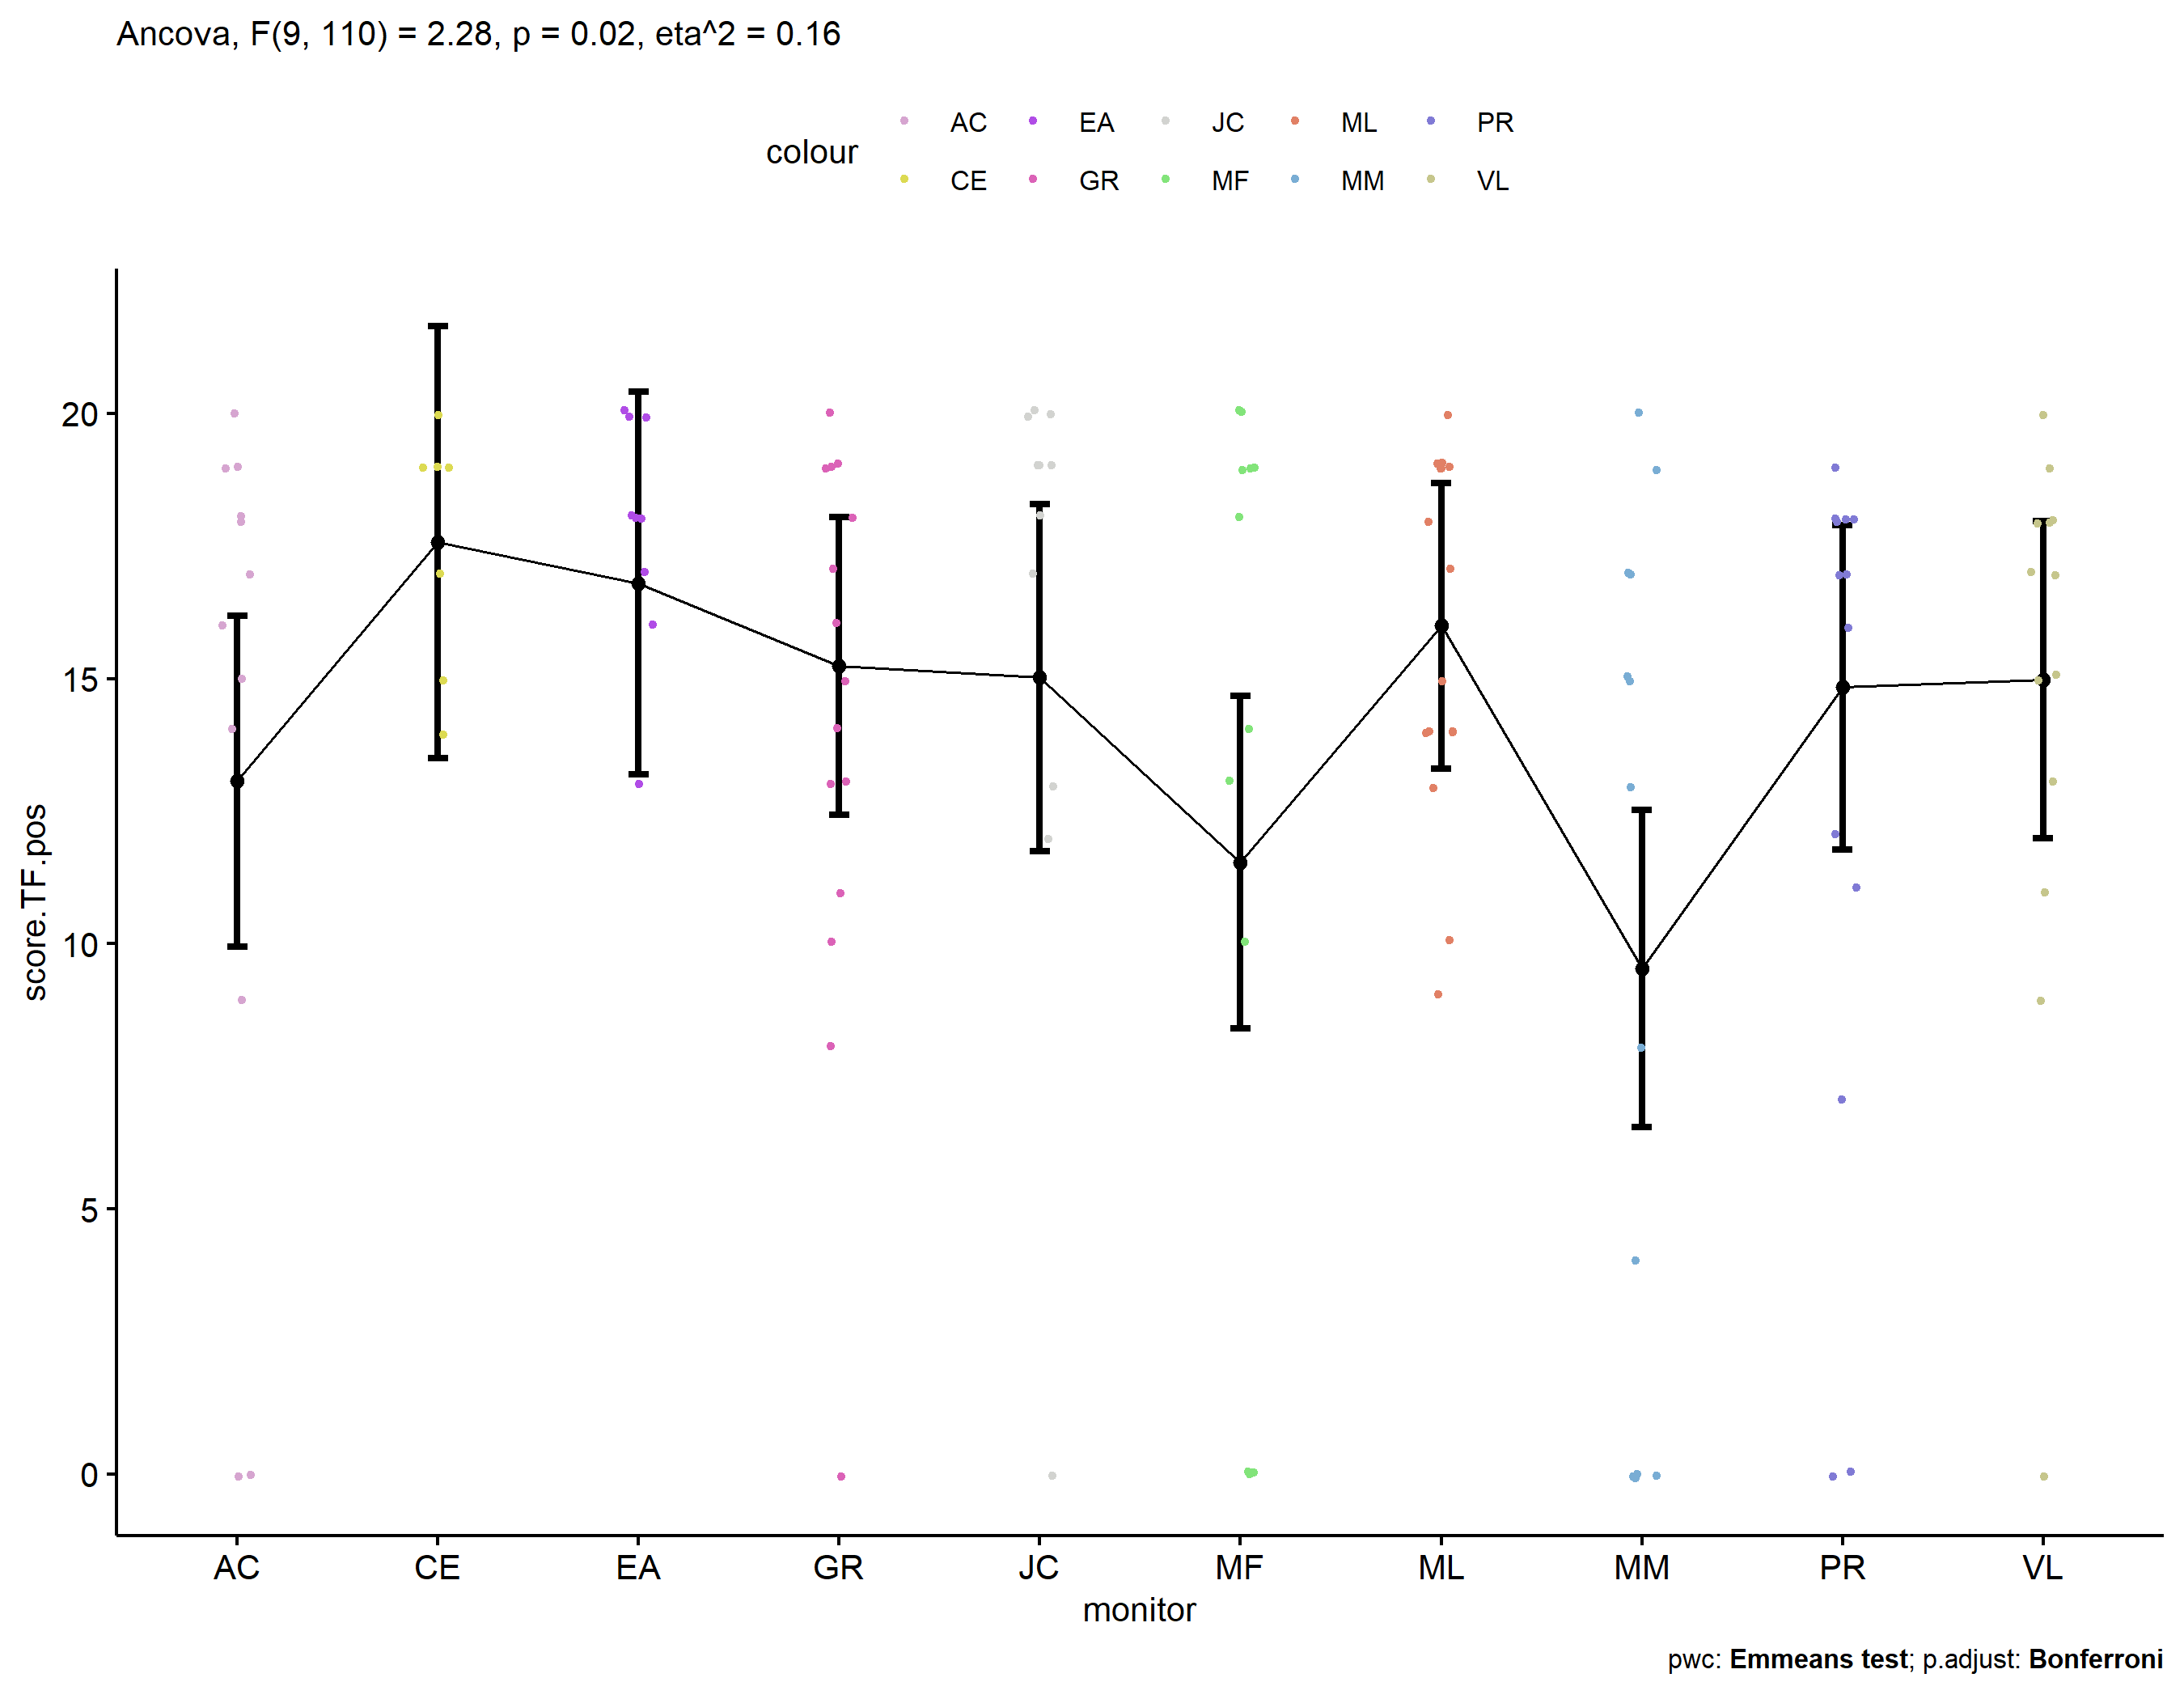 Ancova, F(9, 110) = 2.28, p = 0.02, eta^2 = 0.16
colour
AC EA JC ML PR
CE GR MF MM VL
score.TF.pos
20
15
10
5
0
AC CE EA GR JC MF ML MM PR VL
monitor
pwc: Emmeans test; p.adjust: Bonferroni